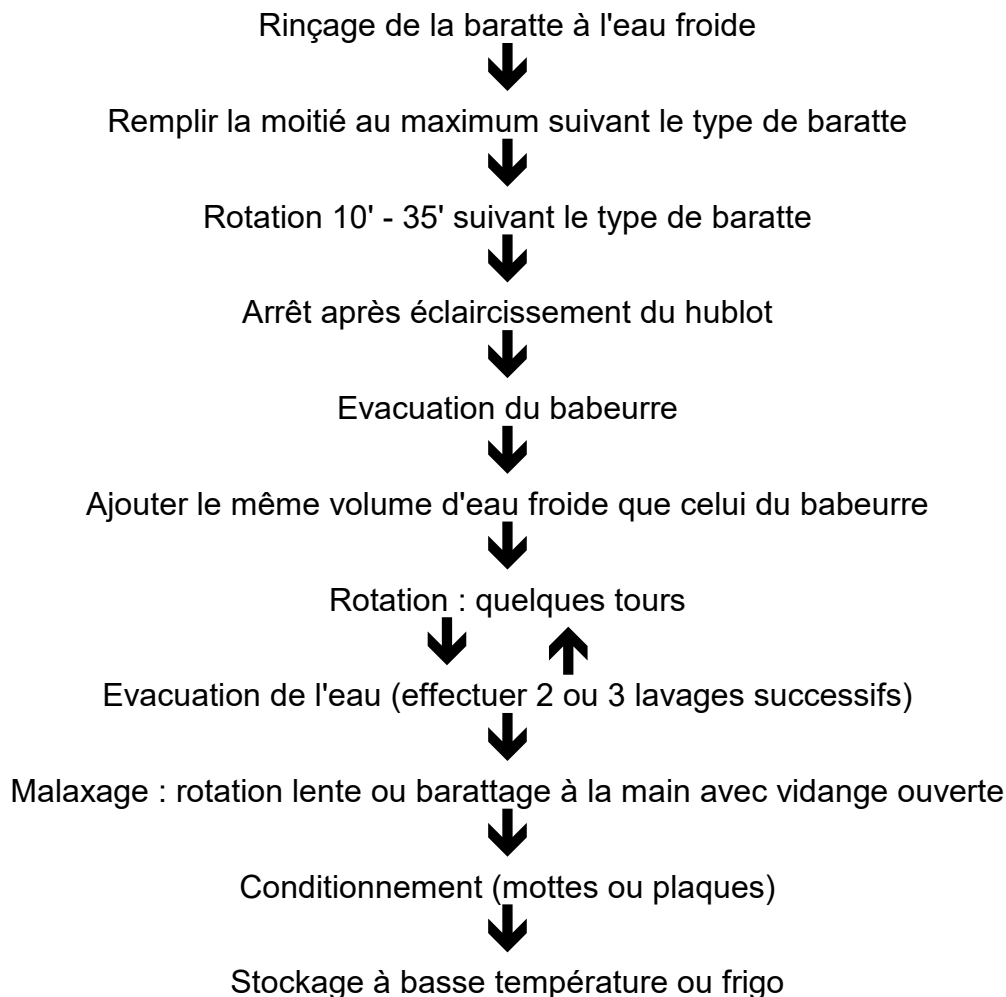 Rinçage de la baratte à l'eau froide
Remplir la moitié au maximum suivant le type de baratte
Rotation 10' - 35' suivant le type de baratte
Arrêt après éclaircissement du hublot
Evacuation du babeurre
Ajouter le même volume d'eau froide que celui du babeurre
Rotation : quelques tours
Evacuation de l'eau (effectuer 2 ou 3 lavages successifs)
Malaxage : rotation lente ou barattage à la main avec vidange ouverte
Conditionnement (mottes ou plaques)
Stockage à basse température ou frigo